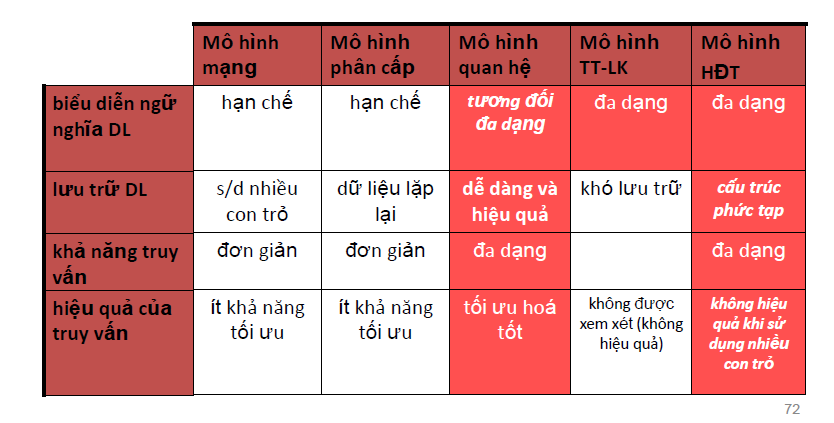 Mô hình mạng
Mô hình phân cấp
Mô hình quan hệ
Mô hình TT-LK
Mô hình HĐT
biểu diễn ngữ nghĩa DL
hạn chế
hạn chế
tương đối đa dạng
đa dạng
đa dạng
lưu trữ DL
s/d nhiều con trỏ
dữ liệu lặp lại
dễ dàng và hiệu quả
khó lưu trữ
cấu trúc phức tạp
khả năng truy vấn
đơn giản
đơn giản
đa dạng
đa dạng
hiệu quả của truy vấn
ít khả năng tối ưu
ít khả năng tối ưu
tối ưu hoá tốt
không được xem xét (không hiệu quả)
không hiệu quả khi sử dụng nhiều con trỏ
72